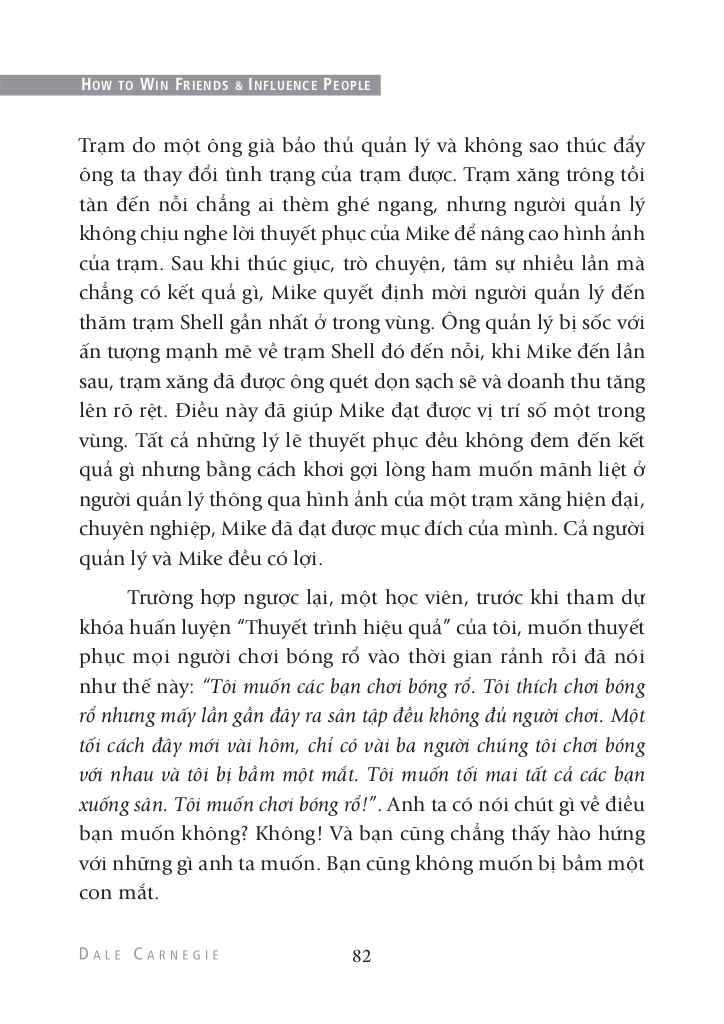 HOW TO WIN FRIENDS & INFLUENCE PEOPLE
Trạm do một ông già bảo thủ quản lý và không sao thúc đẩy
ông ta thay đổi tình trạng của trạm được. Trạm xăng trông tồi
tàn đến nỗi chẳng ai thèm ghé ngang, nhưng người quản lý
không chịu nghe lời thuyết phục của Mike để nâng cao hình ảnh
của trạm. Sau khi thúc giục, trò chuyện, tâm sự nhiều lần mà
chẳng có kết quả gì, Mike quyết định mời người quản lý đến
thăm trạm Shell gần nhất ở trong vùng. Ông quản lý bị sốc với
ấn tượng mạnh mẽ về trạm Shell đó đến nỗi, khi Mike đến lần
sau, trạm xăng đã được ông quét dọn sạch sẽ và doanh thu tăng
lên rõ rệt. Điều này đã giúp Mike đạt được vị trí số một trong
vùng. Tất cả những lý lẽ thuyết phục đều không đem đến kết
quả gì nhưng bằng cách khơi gợi lòng ham muốn mãnh liệt ở
người quản lý thông qua hình ảnh của một trạm xăng hiện đại,
chuyên nghiệp, Mike đã đạt được mục đích của mình. Cả người
quản lý và Mike đều có lợi.
Trường hợp ngược lại, một học viên, trước khi tham dự
khóa huấn luyện “Thuyết trình hiệu quả” của tôi, muốn thuyết
phục mọi người chơi bóng rổ vào thời gian rảnh rỗi đã nói
như thế này: “Tôi muốn các bạn chơi bóng rổ. Tôi thích chơi bóng
rổ nhưng mấy lần gần đây ra sân tập đều không đủ người chơi. Một
tối cách đây mới vài hôm, chỉ có vài ba người chúng tôi chơi bóng
với nhau và tôi bị bầm một mắt. Tôi muốn tối mai tất cả các bạn
xuống sân. Tôi muốn chơi bóng rổ!”. Anh ta có nói chút gì về điều
bạn muốn không? Không! Và bạn cũng chẳng thấy hào hứng
với những gì anh ta muốn. Bạn cũng không muốn bị bầm một
con mắt.
DALE CARNEGIE
82